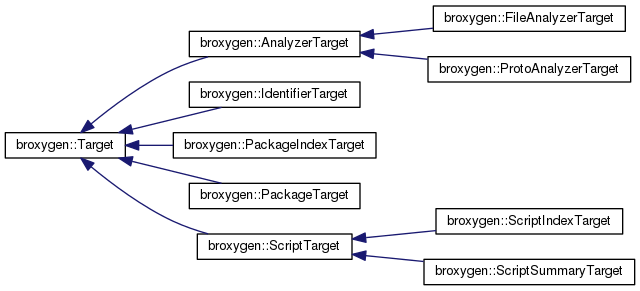 broxygen::FileAnalyzerTarget
broxygen::AnalyzerTarget
broxygen::ProtoAnalyzerTarget
broxygen::IdentifierTarget
broxygen::Target
broxygen::PackageIndexTarget
broxygen::PackageTarget
broxygen::ScriptIndexTarget
broxygen::ScriptTarget
broxygen::ScriptSummaryTarget